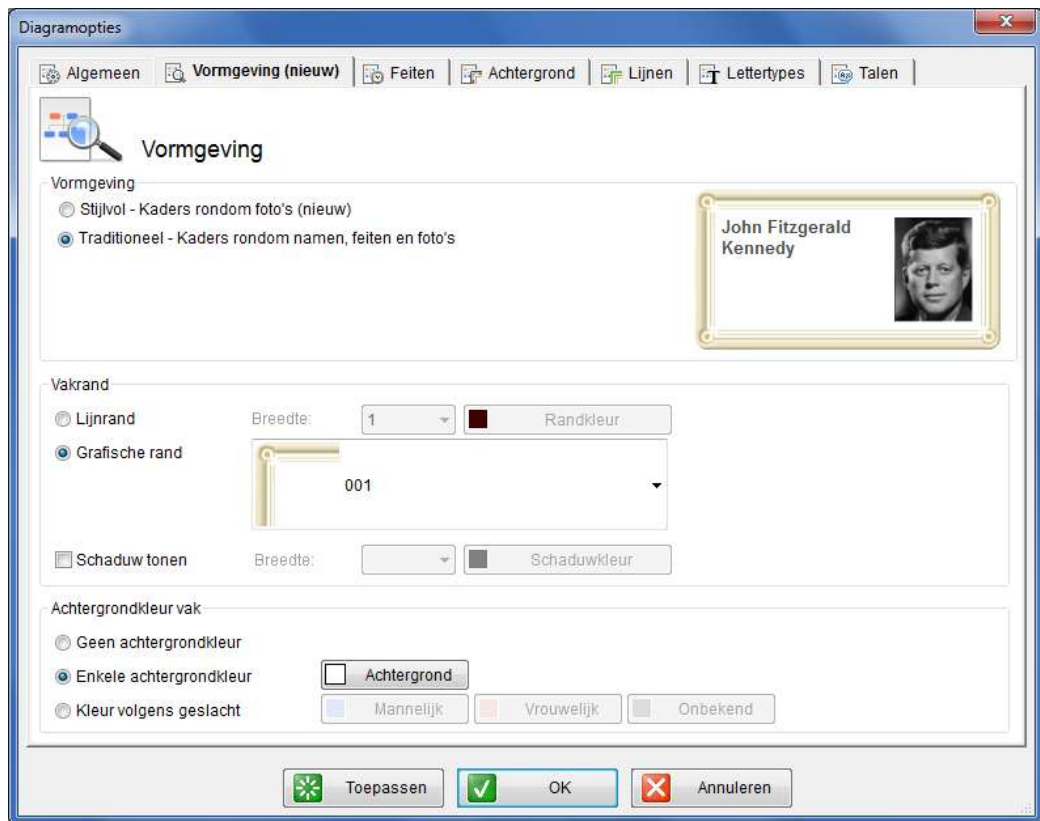 Diagramopties
Algemeen Vormgeving (nieuw) Feiten Achtergrond Lijnen Lettertypes Talen
Vormgeving
Vormgeving
Stijlvol - Kaders rondom foto's (nieuw)
Traditioneel - Kaders rondom namen, feiten en foto's
John Fitzgerald
Kennedy
Vakrand
Lijnrand Breedte: 1 Randkleur
Grafische rand
001
Schaduw tonen Breedte: Schaduwkleur
Achtergrondkleur vak
Geen achtergrondkleur
Enkele achtergrondkleur Achtergrond
Kleur volgens geslacht Mannelijk Vrouwelijk Onbekend
Toepassen OK Annuleren